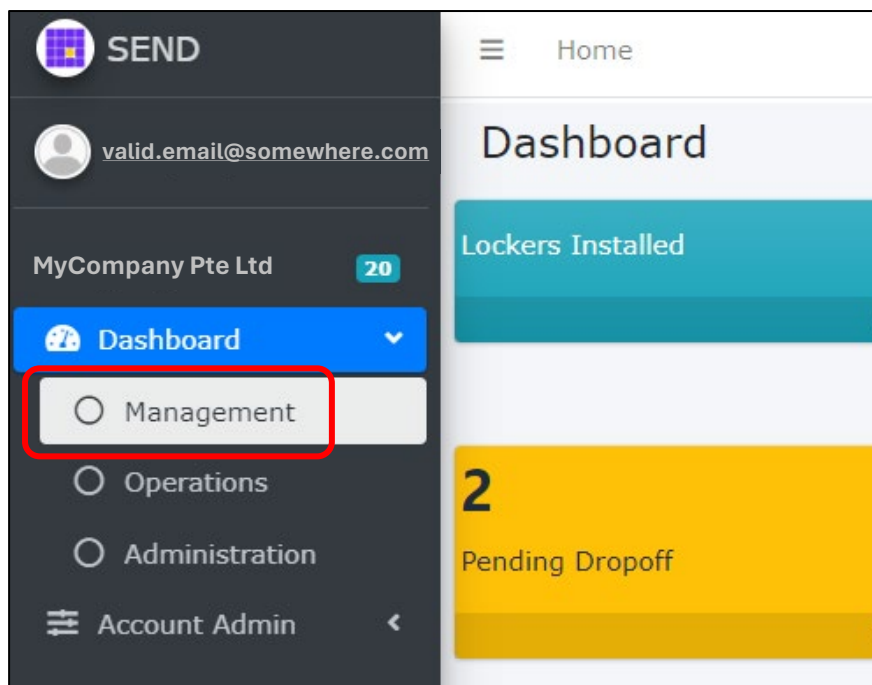 SEND
valid.email@somewhere.com
MyCompany Pte Ltd 20
Dashboard
Management
Operations
Administration
Account Admin
Home
Dashboard
Lockers Installed
2
Pending Dropoff